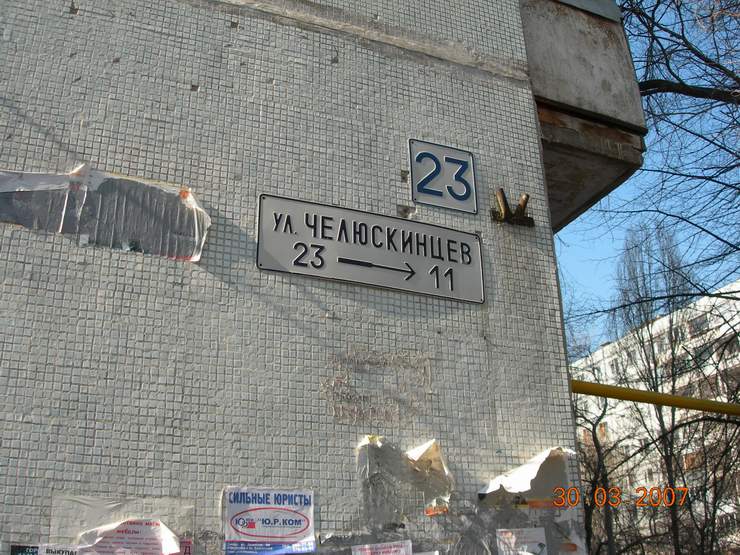 23
УЛ. ЧЕЛЮСКИНЦЕВ
23 → 11
СИЛЬНЫЕ ЮРИСТЫ
"Ю.Р.КОМ"
30 03 2007